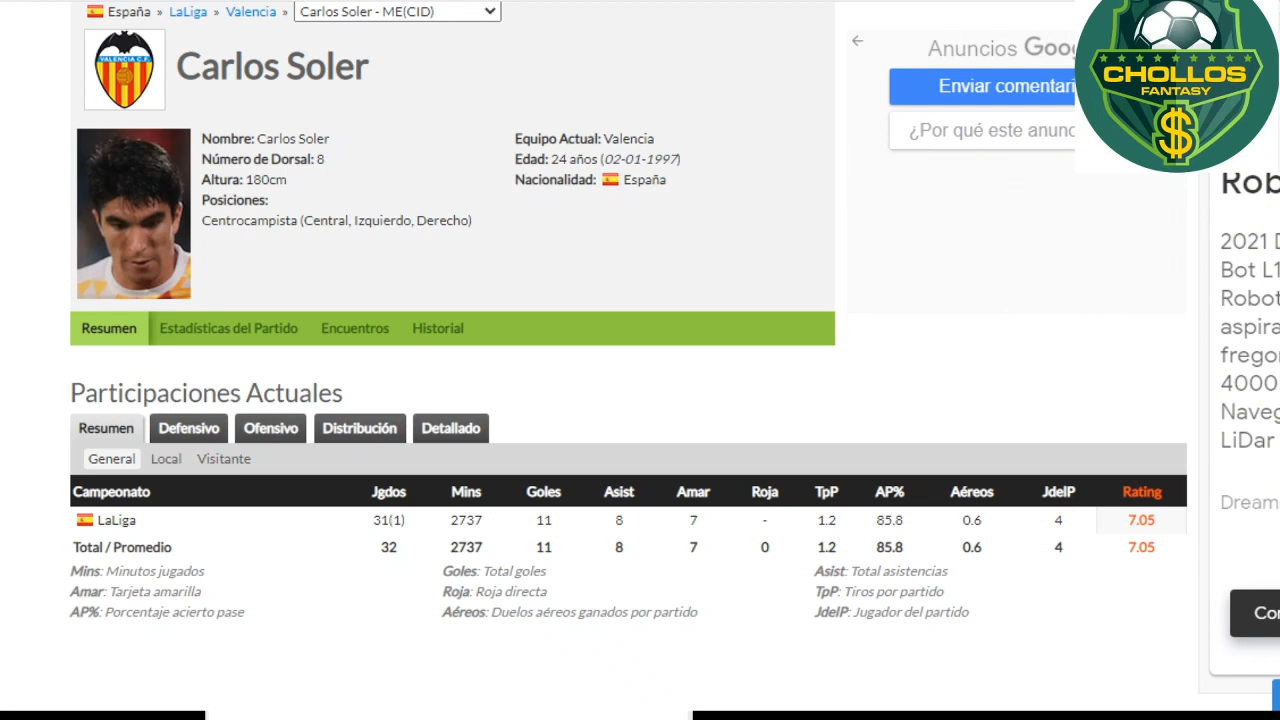 España » LaLiga » Valencia » Carlos Soler - ME(CID)
VALENCIA C.F.
Carlos Soler
Nombre: Carlos Soler
Número de Dorsal: 8
Altura: 180cm
Posiciones:
Centrocampista (Central, Izquierdo, Derecho)
Equipo Actual: Valencia
Edad: 24 años (02-01-1997)
Nacionalidad: España
Anuncios Goo
Enviar comentari
¿Por qué este anunc
CHOLLOS
FANTASY
$
Rob
2021 D
Bot L1
Robot
aspira
frego
4000
Naveg
LiDar
Dream
Co
Resumen Estadísticas del Partido Encuentros Historial
Participaciones Actuales
Resumen Defensivo Ofensivo Distribución Detallado
General Local Visitante
Campeonato Jgdos Mins Goles Asist Amar Roja TpP AP% Aéreos JdelP Rating
LaLiga 31(1) 2737 11 8 7 - 1.2 85.8 0.6 4 7.05
Total / Promedio 32 2737 11 8 7 0 1.2 85.8 0.6 4 7.05
Mins: Minutos jugados Goles: Total goles Asist: Total asistencias
Amar: Tarjeta amarilla Roja: Roja directa TpP: Tiros por partido
AP%: Porcentaje acierto pase Aéreos: Duelos aéreos ganados por partido JdelP: Jugador del partido